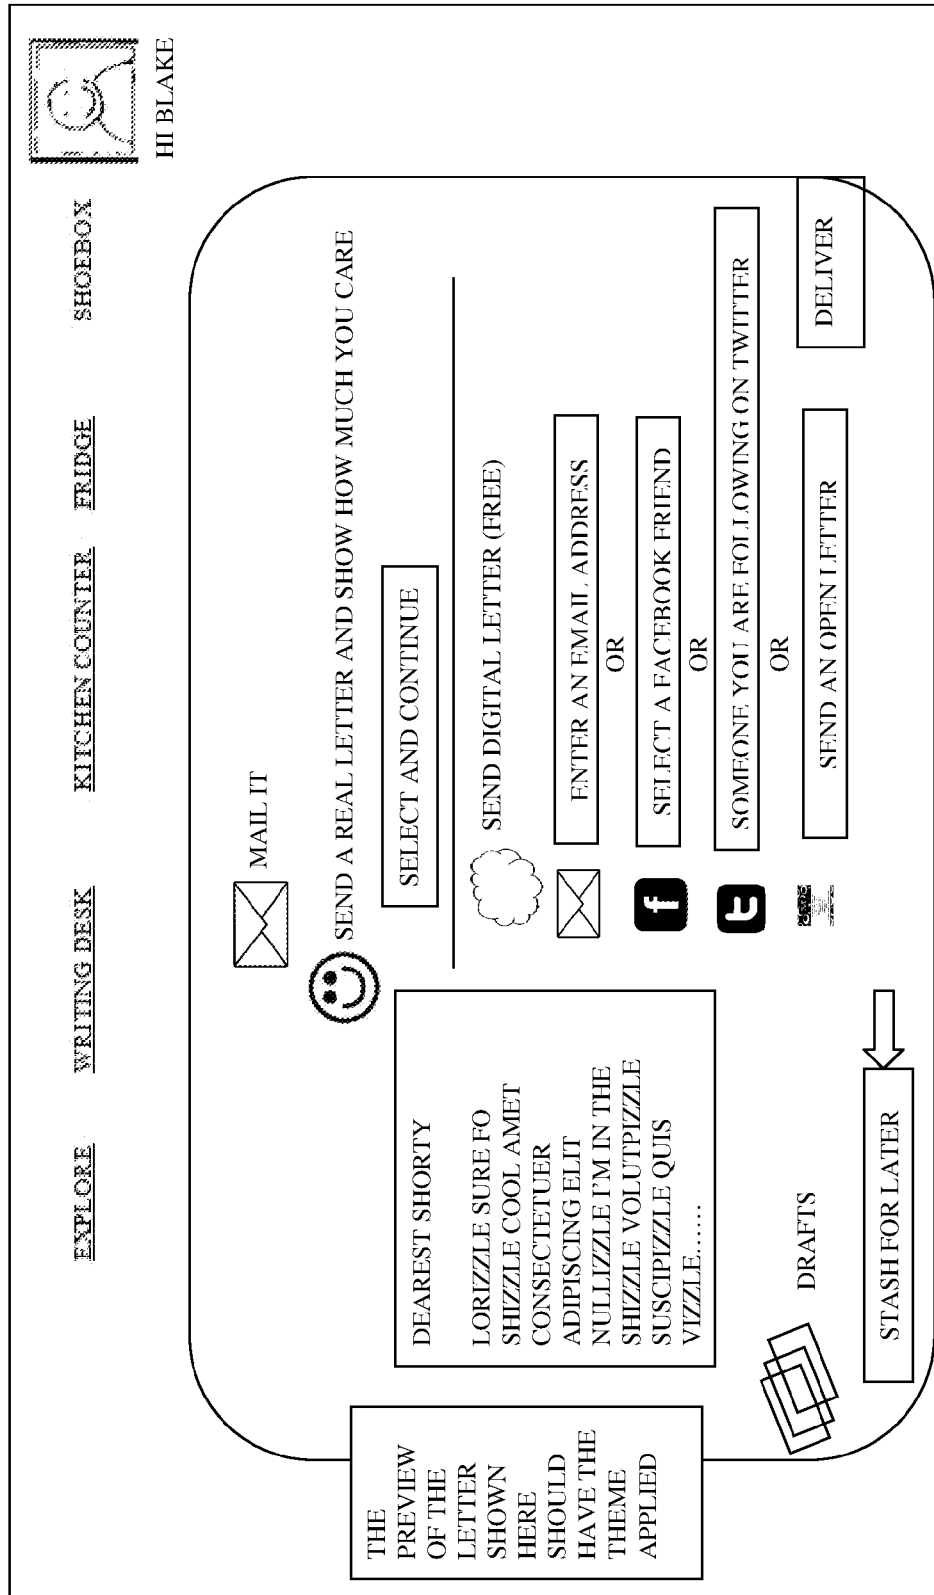 EXPLORE
WRITING DESK
KITCHEN COUNTER
FRIDGE
SHOEBOX
HI BLAKE
MAIL IT
SEND A REAL LETTER AND SHOW HOW MUCH YOU CARE
SELECT AND CONTINUE
SEND DIGITAL LETTER (FREE)
ENTER AN EMAIL ADDRESS
OR
f
SELECT A FACEBOOK FRIEND
OR
t
SOMEONE YOU ARE FOLLOWING ON TWITTER
OR
SEND AN OPEN LETTER
DELIVER
THE
PREVIEW
OF THE
LETTER
SHOWN
HERE
SHOULD
HAVE THE
THEME
APPLIED
DEAREST SHORTY
LORIZZLE SURE FO
SHIZZLE COOL AMET
CONSECTETUER
ADIPISCING ELIT
NULLIZZLE I'M IN THE
SHIZZLE VOLUTPIZZLE
SUSCIPIZZLE QUIS
VIZZLE......
DRAFTS
STASH FOR LATER